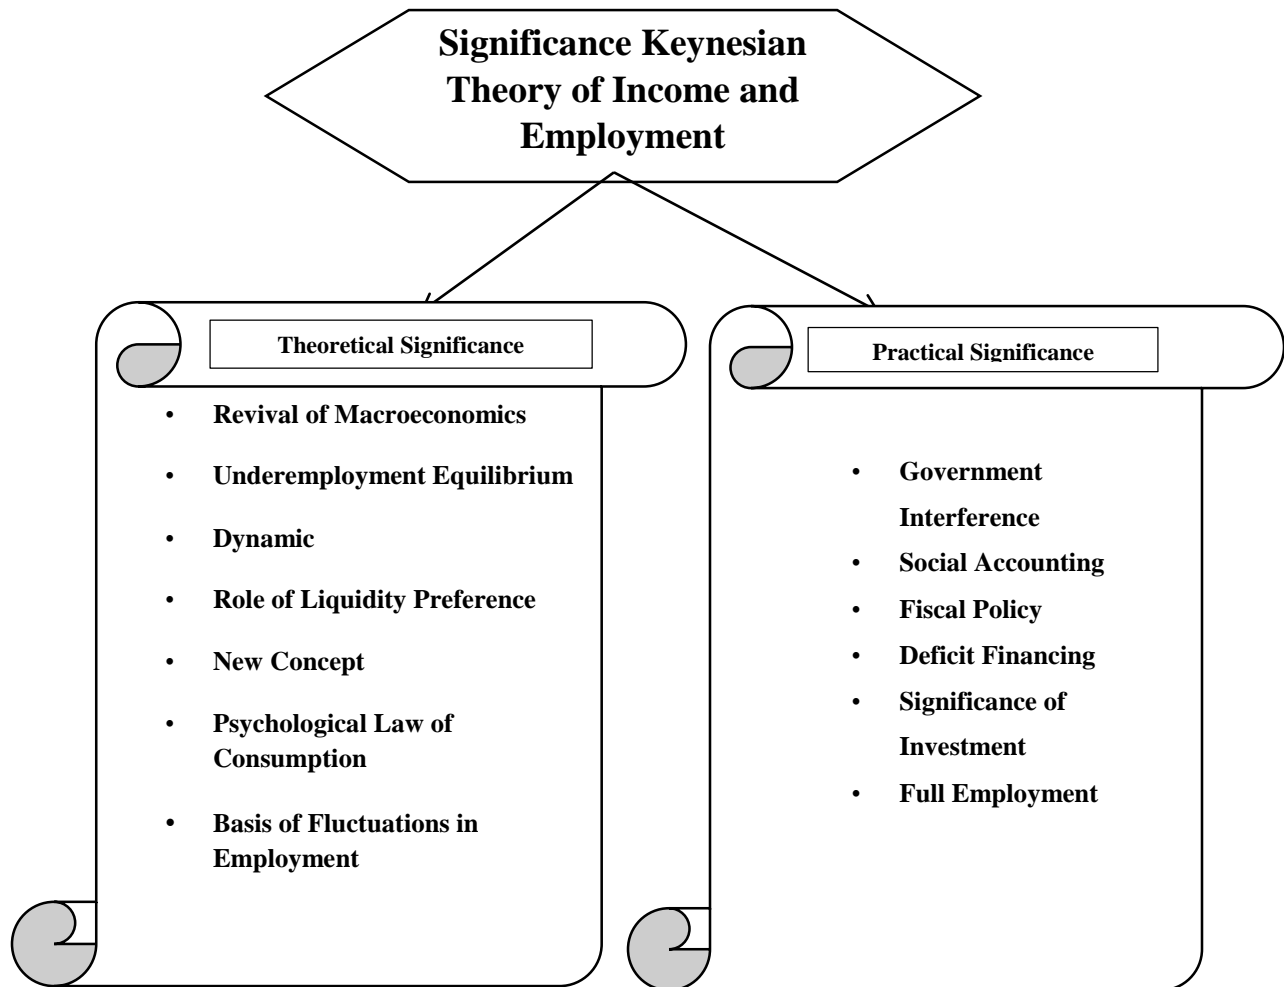 Significance Keynesian
Theory of Income and
Employment
Theoretical Significance
• Revival of Macroeconomics
• Underemployment Equilibrium
• Dynamic
• Role of Liquidity Preference
• New Concept
• Psychological Law of
Consumption
• Basis of Fluctuations in
Employment
Practical Significance
• Government
Interference
• Social Accounting
• Fiscal Policy
• Deficit Financing
• Significance of
Investment
• Full Employment